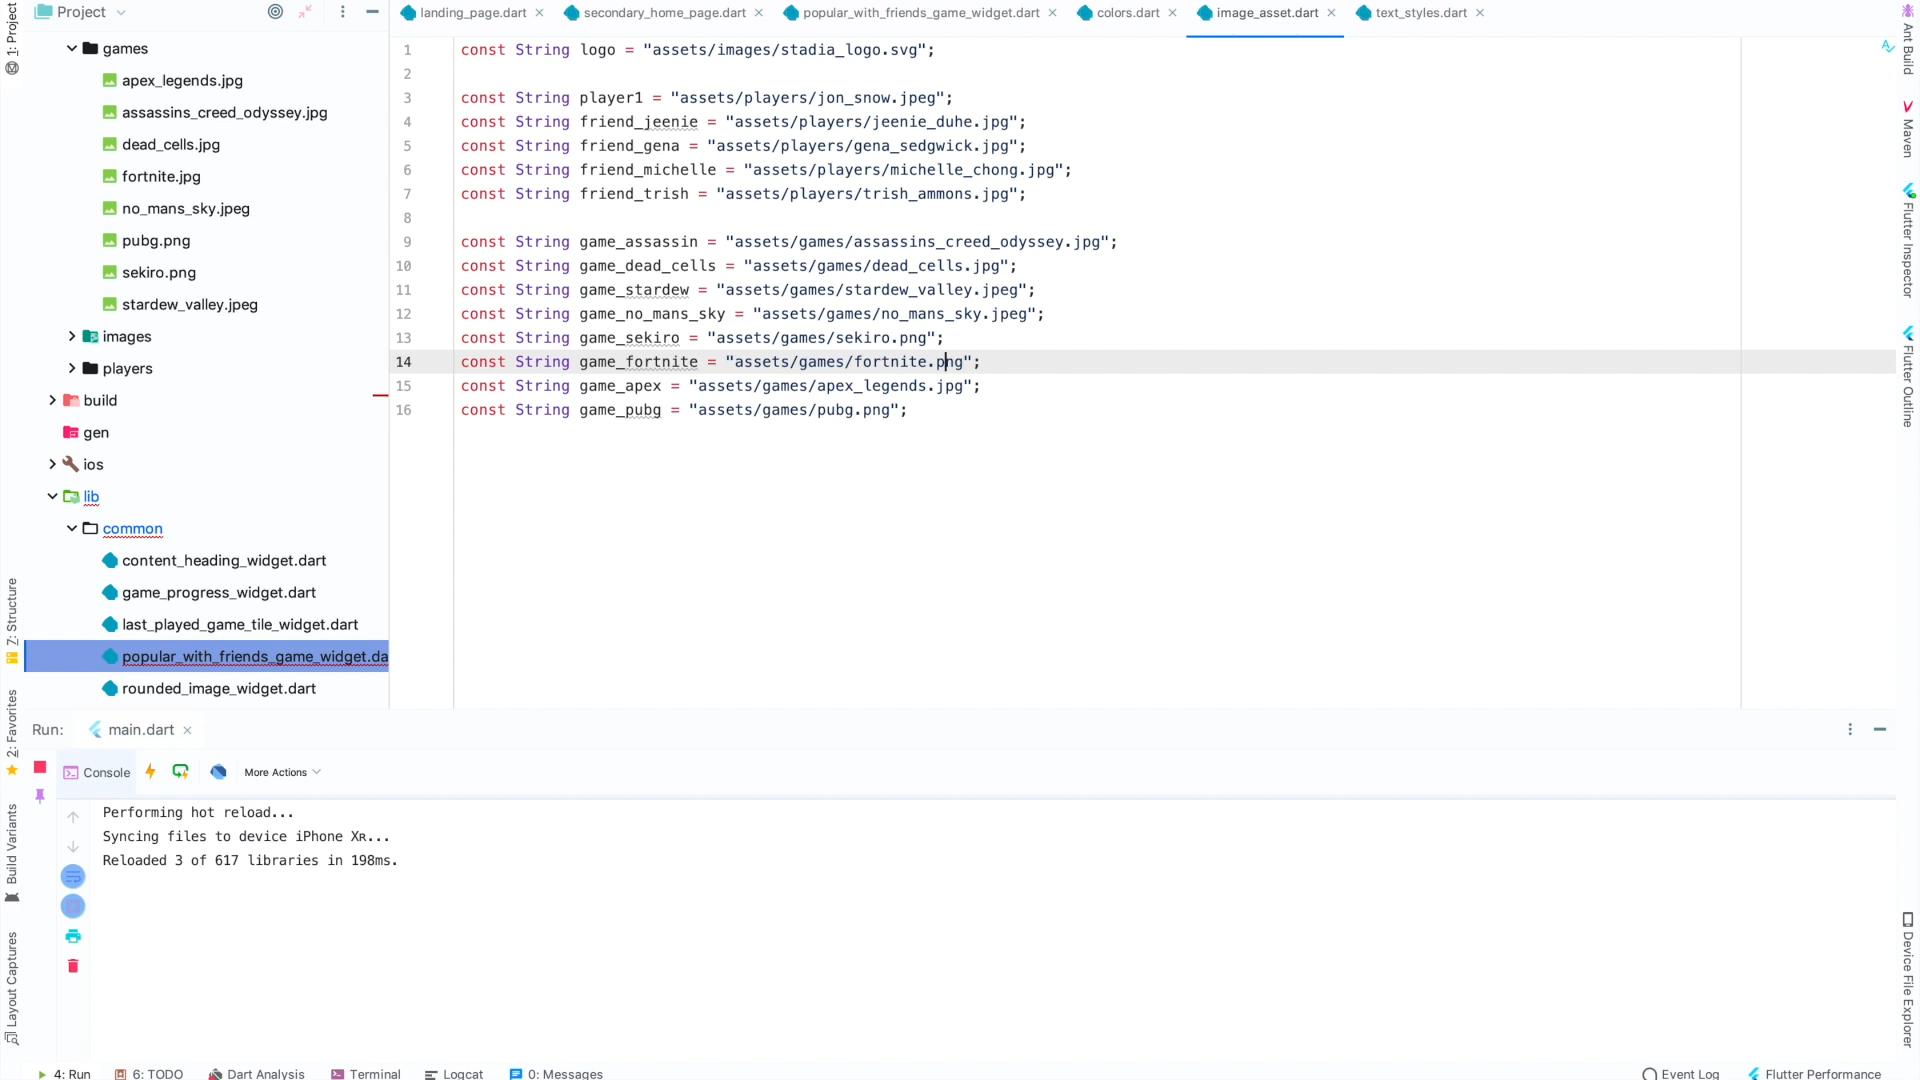 1: Project
Project
landing_page.dart
secondary_home_page.dart
popular_with_friends_game_widget.dart
colors.dart
image_asset.dart
text_styles.dart
games
apex_legends.jpg
assassins_creed_odyssey.jpg
dead_cells.jpg
fortnite.jpg
no_mans_sky.jpeg
pubg.png
sekiro.png
stardew_valley.jpeg
images
players
build
gen
ios
lib
common
content_heading_widget.dart
game_progress_widget.dart
last_played_game_tile_widget.dart
popular_with_friends_game_widget.da
rounded_image_widget.dart
1 const String logo = "assets/images/stadia_logo.svg";
2
3 const String player1 = "assets/players/jon_snow.jpeg";
4 const String friend_jeenie = "assets/players/jeenie_duhe.jpg";
5 const String friend_gena = "assets/players/gena_sedgwick.jpg";
6 const String friend_michelle = "assets/players/michelle_chong.jpg";
7 const String friend_trish = "assets/players/trish_ammons.jpg";
8
9 const String game_assassin = "assets/games/assassins_creed_odyssey.jpg";
10 const String game_dead_cells = "assets/games/dead_cells.jpg";
11 const String game_stardew = "assets/games/stardew_valley.jpeg";
12 const String game_no_mans_sky = "assets/games/no_mans_sky.jpeg";
13 const String game_sekiro = "assets/games/sekiro.png";
14 const String game_fortnite = "assets/games/fortnite.png";
15 const String game_apex = "assets/games/apex_legends.jpg";
16 const String game_pubg = "assets/games/pubg.png";
Ant Build
Maven
Flutter Inspector
Flutter Outline
Device File Explorer
7: Structure
2: Favorites
Build Variants
Layout Captures
Run:
main.dart
Console
More Actions
Performing hot reload...
Syncing files to device iPhone Xʀ...
Reloaded 3 of 617 libraries in 198ms.
4: Run
6: TODO
Dart Analysis
Terminal
Logcat
0: Messages
Event Log
Flutter Performance